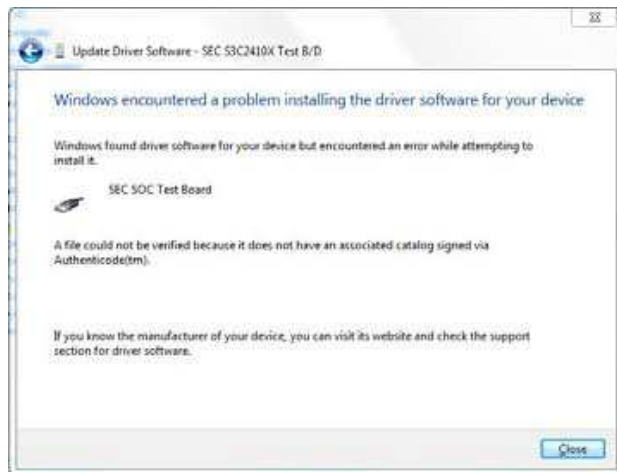 Update Driver Software - SEC S3C2410X Test B/D
Windows encountered a problem installing the driver software for your device
Windows found driver software for your device but encountered an error while attempting to
install it.
SEC SOC Test Board
A file could not be verified because it does not have an associated catalog signed via
Authenticode(tm).
If you know the manufacturer of your device, you can visit its website and check the support
section for driver software.
Close